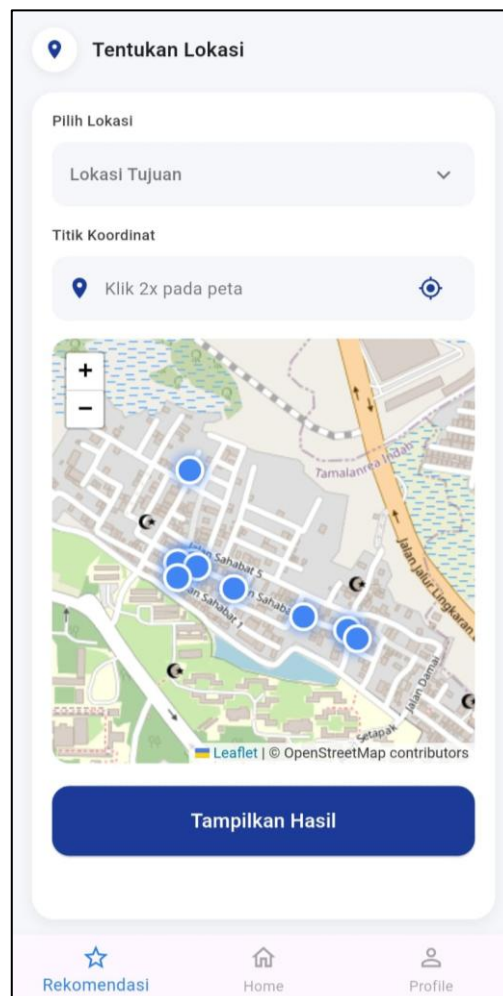 Tentukan Lokasi
Pilih Lokasi
Lokasi Tujuan
Titik Koordinat
Klik 2x pada peta
+
−
Tamalanrea Indah
Jalan Sahabat 5
Jalan Jalur Lingkaran
Sahabat 1
Jalan Damai
Setapak
Leaflet | © OpenStreetMap contributors
Tampilkan Hasil
Rekomendasi
Home
Profile